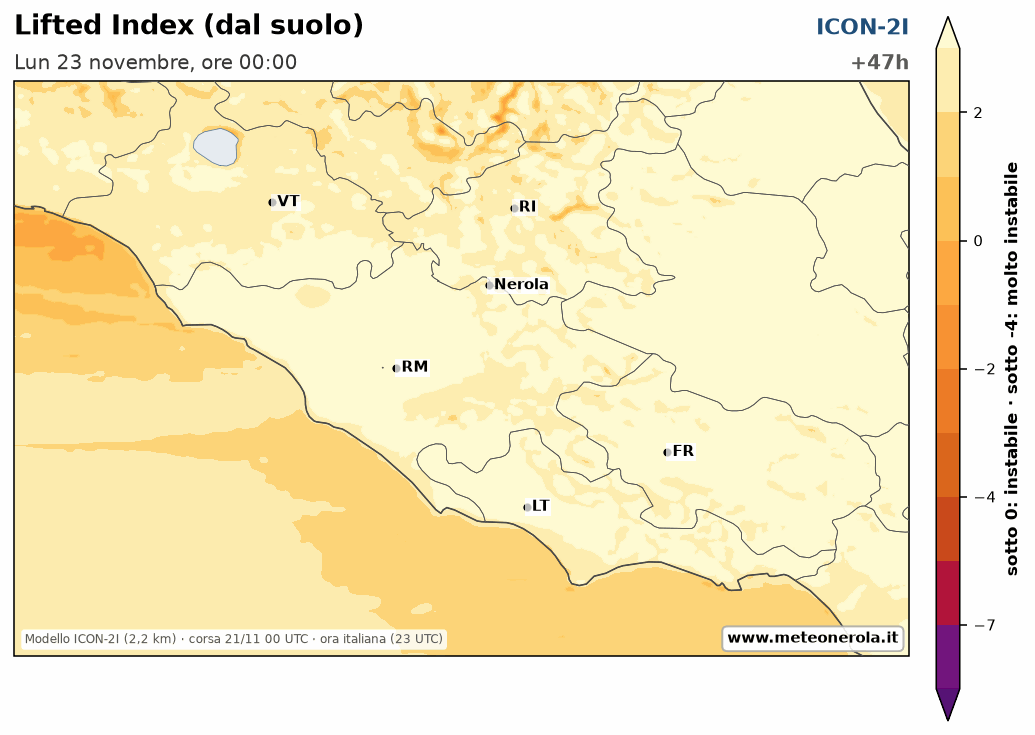 Lifted Index (dal suolo)
ICON-2I
Lun 23 novembre, ore 00:00
+47h
VT
RI
Nerola
RM
FR
LT
Modello ICON-2I (2,2 km) · corsa 21/11 00 UTC · ora italiana (23 UTC)
www.meteonerola.it
2
0
−2
−4
−7
sotto 0: instabile · sotto -4: molto instabile